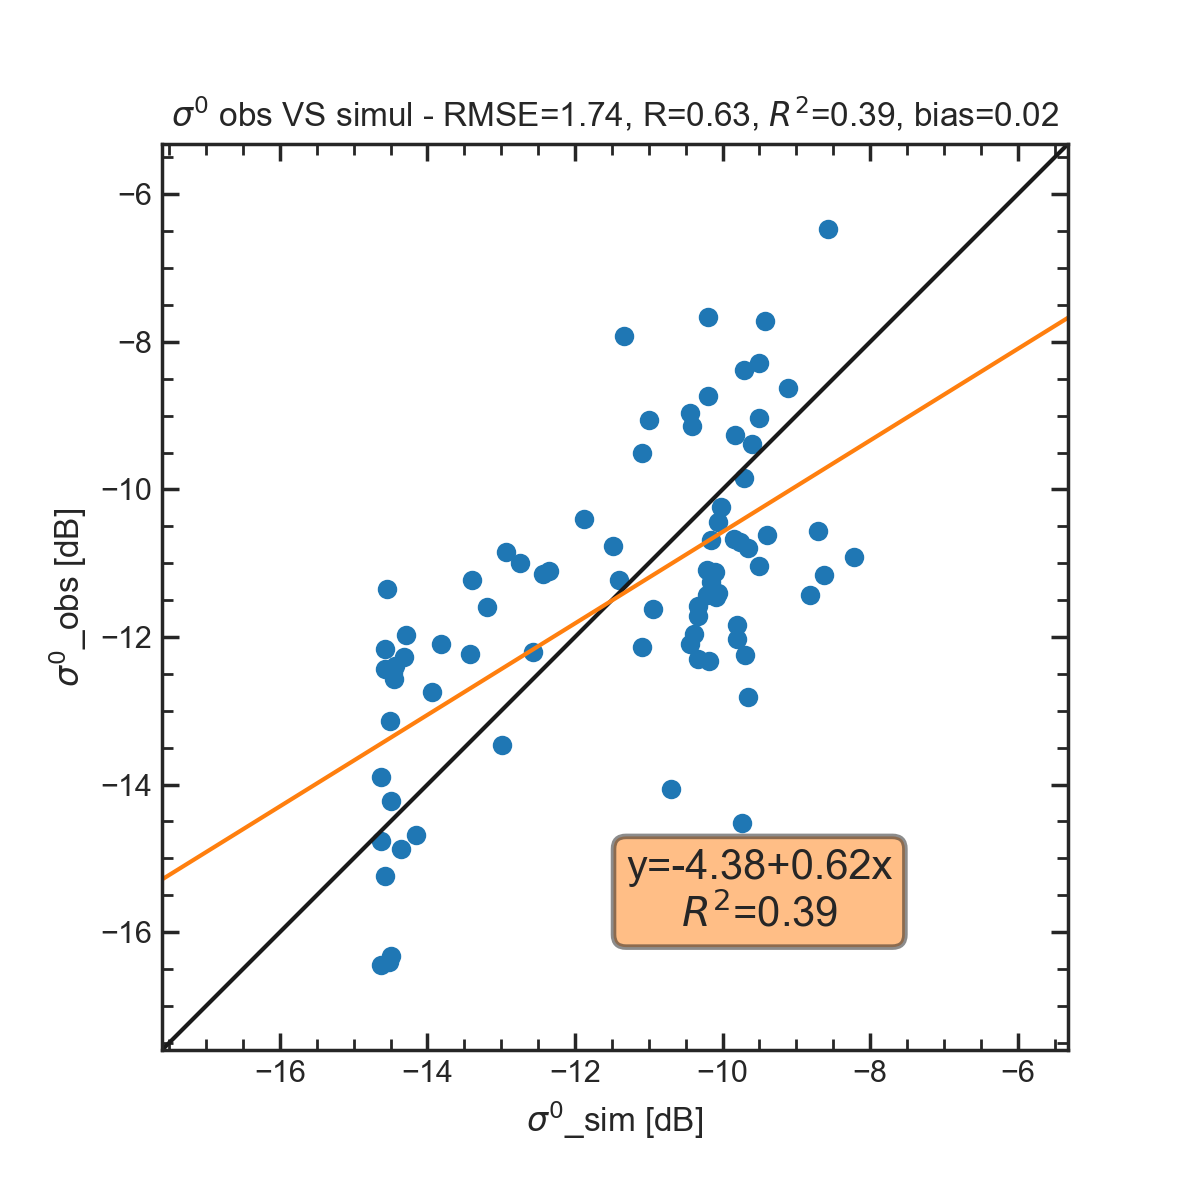 σ⁰ obs VS simul - RMSE=1.74, R=0.63, R²=0.39, bias=0.02
−6
−8
−10
−12
−14
−16
σ⁰_obs [dB]
y=-4.38+0.62x
R²=0.39
−16 −14 −12 −10 −8 −6
σ⁰_sim [dB]